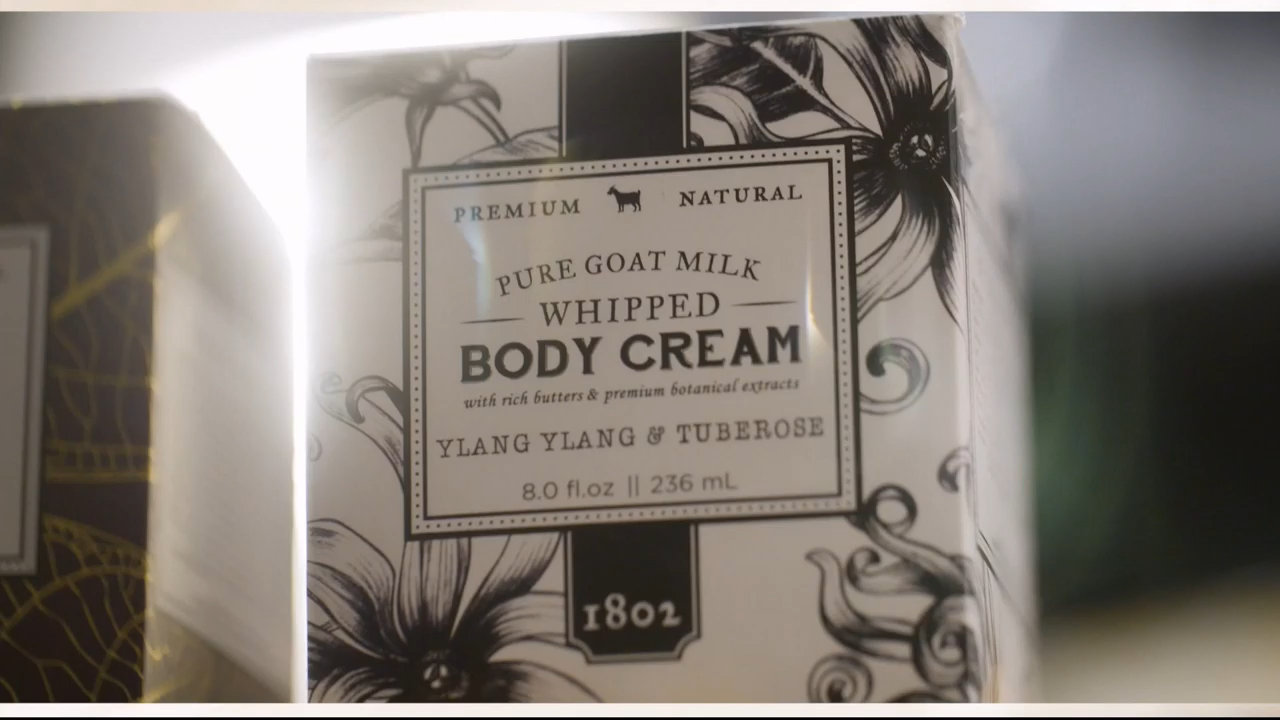 PREMIUM NATURAL
PURE GOAT MILK
WHIPPED
BODY CREAM
with rich butters & premium botanical extracts
YLANG YLANG & TUBEROSE
8.0 fl.oz || 236 mL
1802